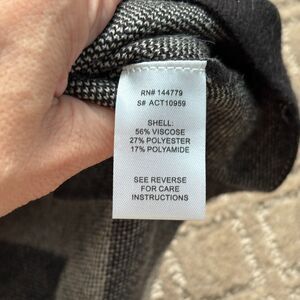 RN# 144779
S# ACT10959
SHELL:
56% VISCOSE
27% POLYESTER
17% POLYAMIDE
SEE REVERSE
FOR CARE
INSTRUCTIONS